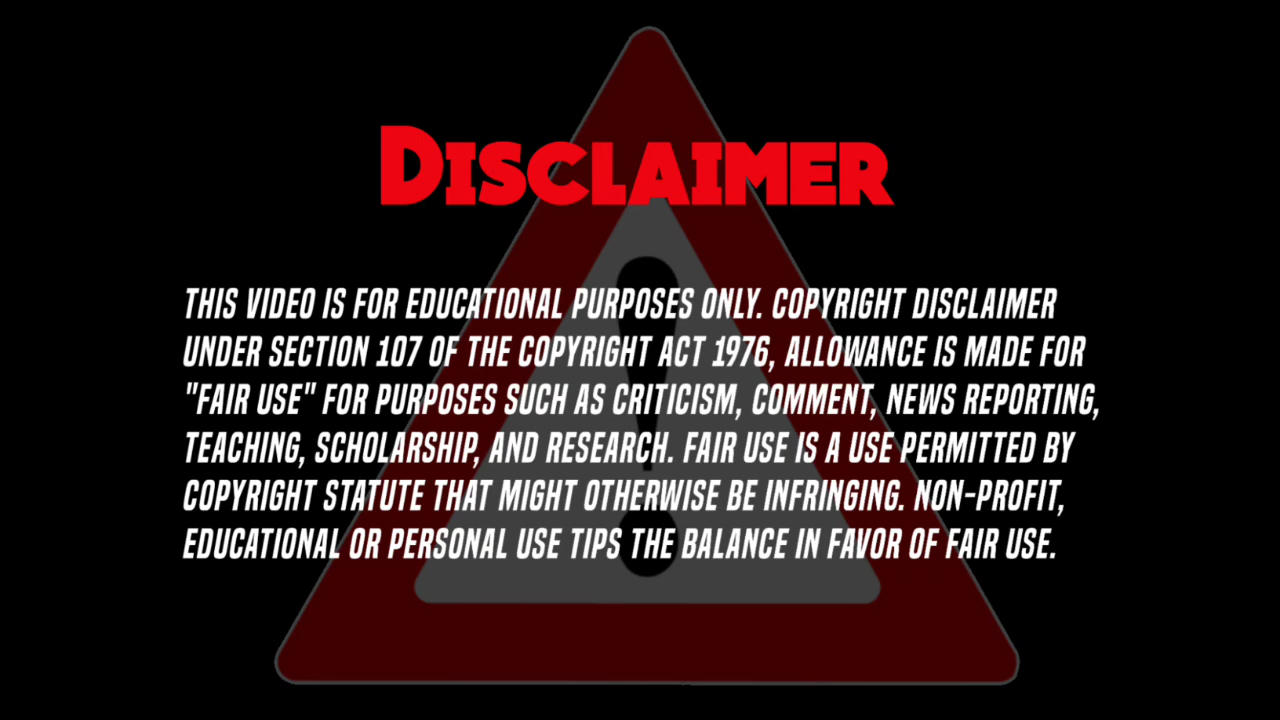 DISCLAIMER
THIS VIDEO IS FOR EDUCATIONAL PURPOSES ONLY. COPYRIGHT DISCLAIMER
UNDER SECTION 107 OF THE COPYRIGHT ACT 1976, ALLOWANCE IS MADE FOR
"FAIR USE" FOR PURPOSES SUCH AS CRITICISM, COMMENT, NEWS REPORTING,
TEACHING, SCHOLARSHIP, AND RESEARCH. FAIR USE IS A USE PERMITTED BY
COPYRIGHT STATUTE THAT MIGHT OTHERWISE BE INFRINGING. NON-PROFIT,
EDUCATIONAL OR PERSONAL USE TIPS THE BALANCE IN FAVOR OF FAIR USE.